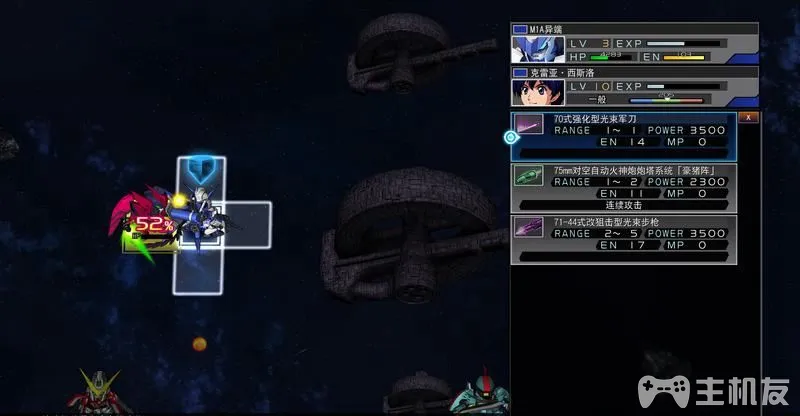 M1A异端
LV 3 EXP
HP 4283 EN 103
克雷亚·西斯洛
LV 10 EXP
一般 205
70式强化型光束军刀
RANGE 1～ 1 POWER 3500
EN 14 MP 0
75mm对空自动火神炮炮塔系统「豪猪阵」
RANGE 1～ 2 POWER 2300
EN 11 MP 0
连续攻击
71-44式改狙击型光束步枪
RANGE 2～ 5 POWER 3500
EN 17 MP 0
x
52%
HP
主机友